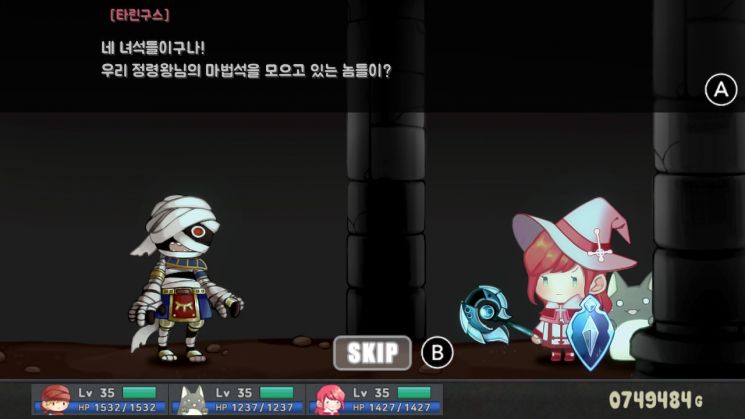 [타린구스]
네 녀석들이구나!
우리 정령왕님의 마법석을 모으고 있는 놈들이?
A
SKIP B
Lv 35 Lv 35 Lv 35
HP 1532/1532 HP 1237/1237 HP 1427/1427
0749484G